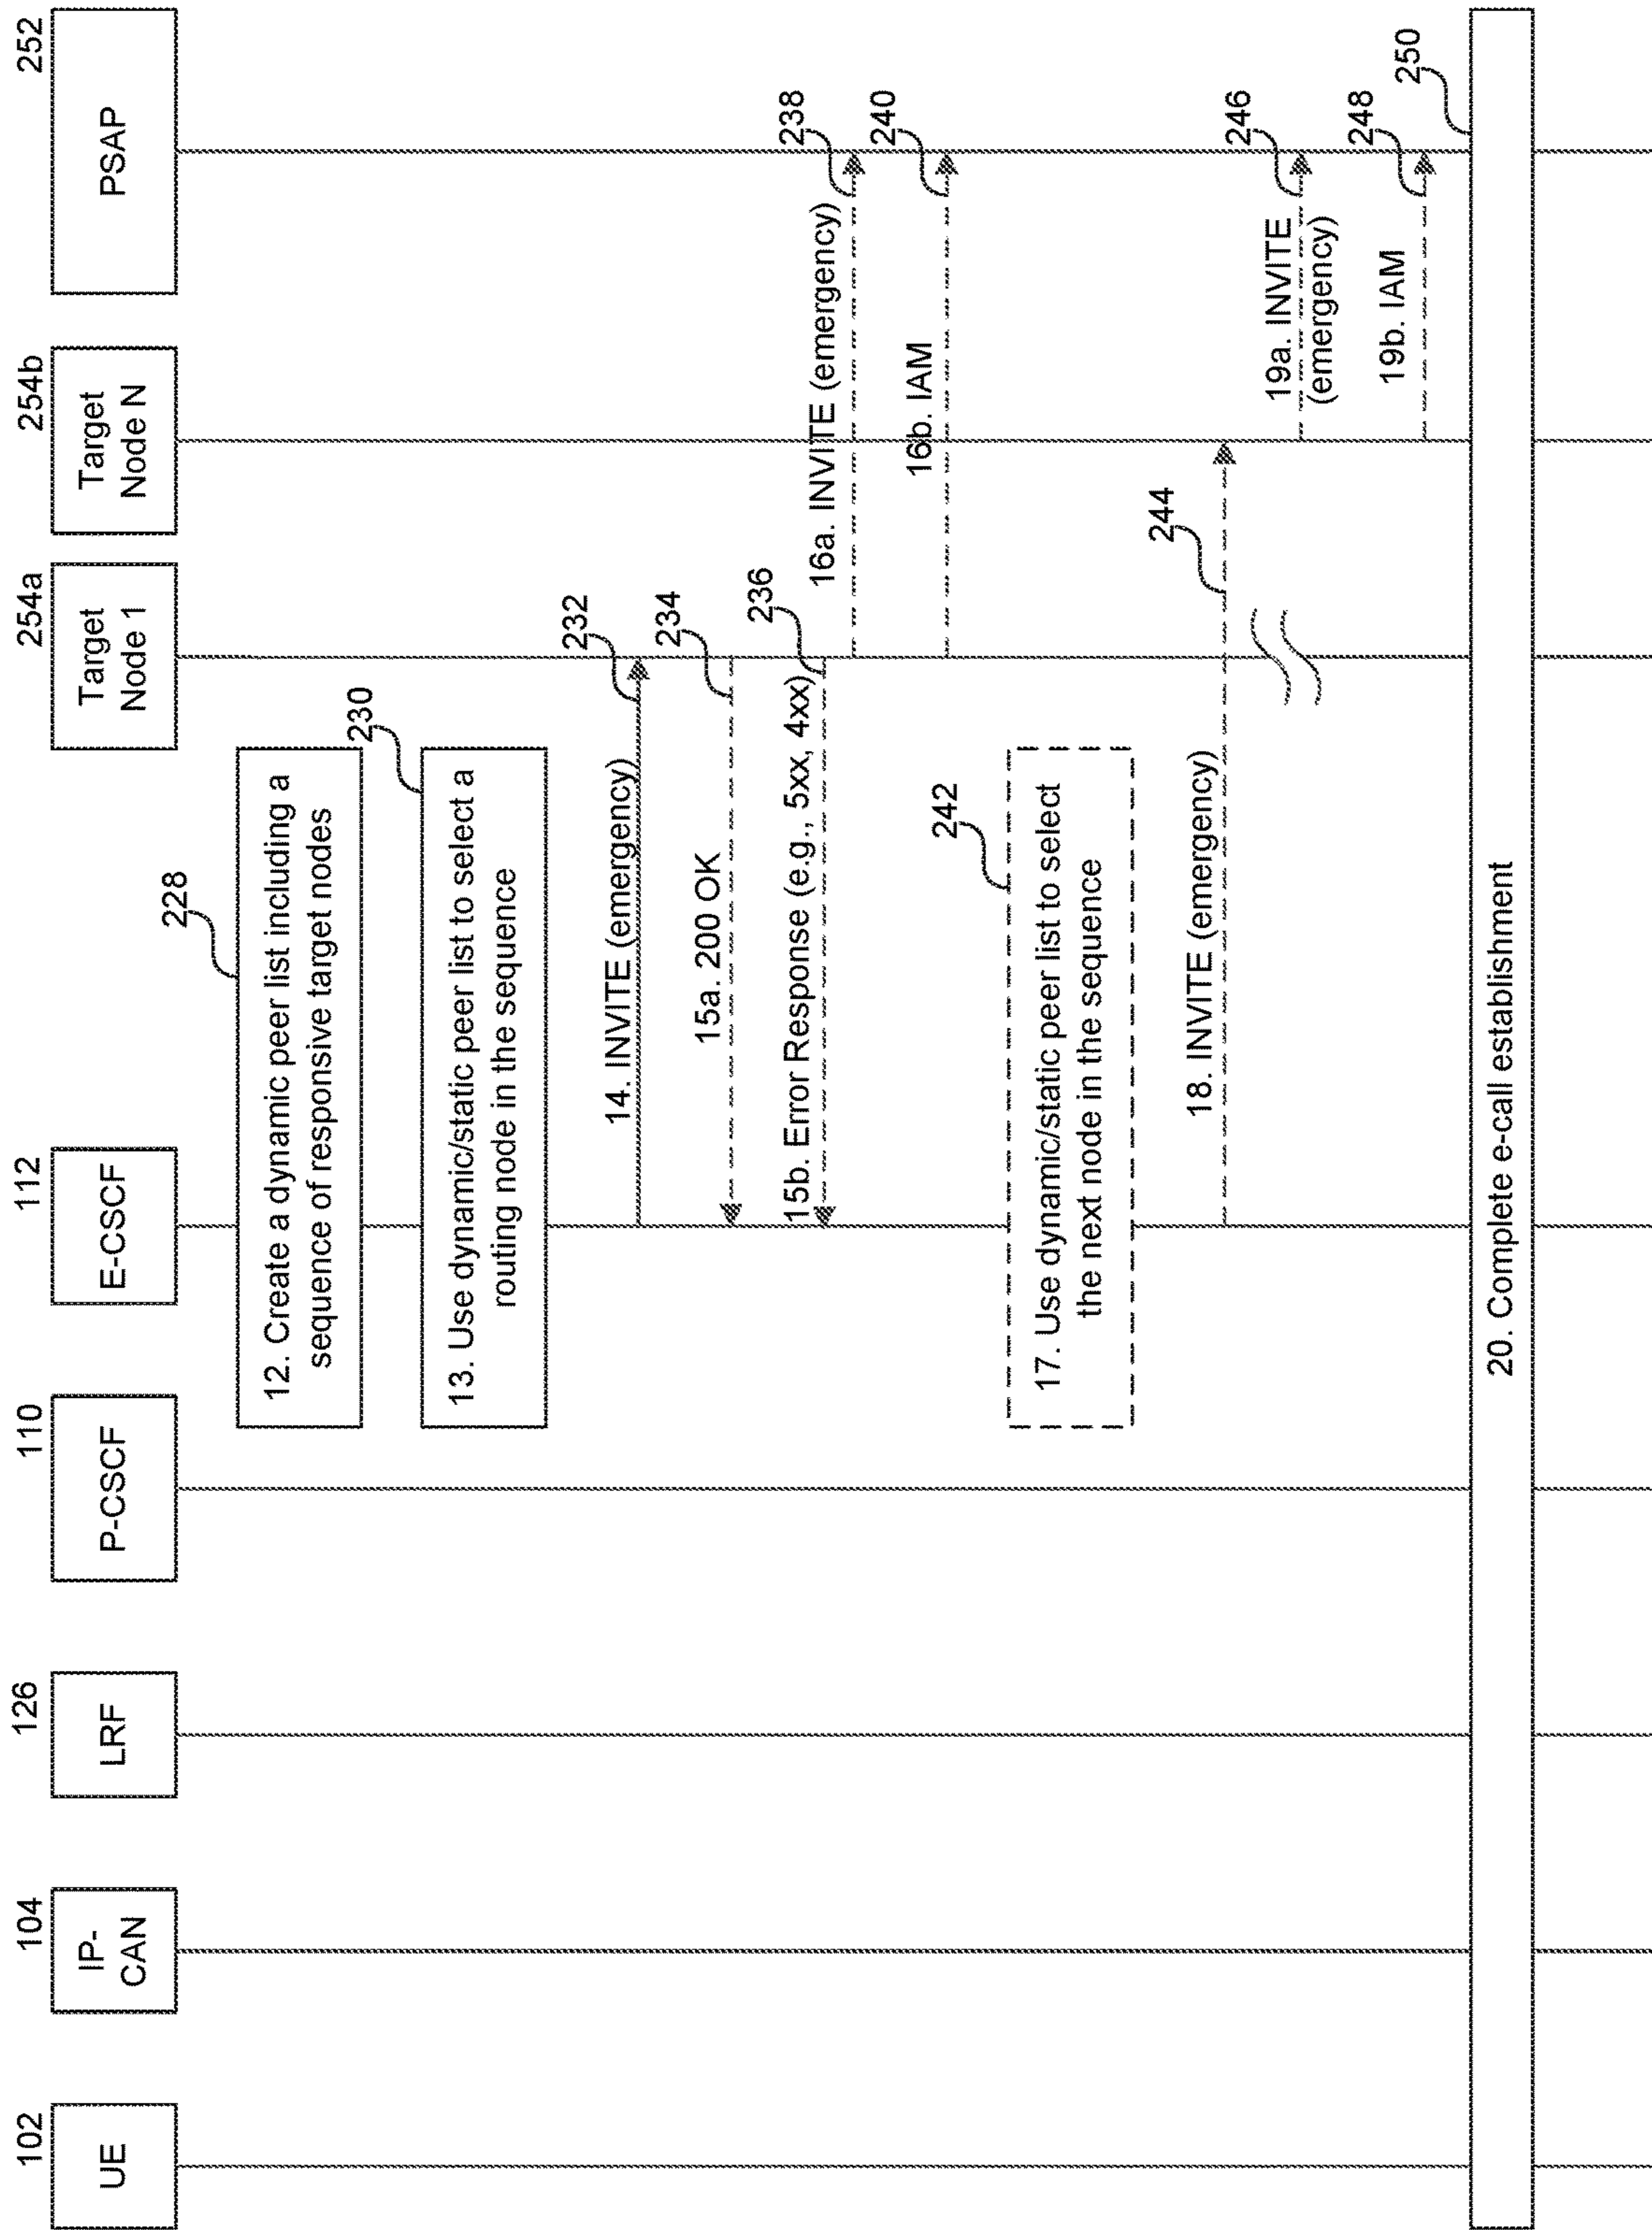 102
104
126
110
112
254a
254b
252
UE
IP-
CAN
LRF
P-CSCF
E-CSCF
Target
Node 1
Target
Node N
PSAP
228
12. Create a dynamic peer list including a
sequence of responsive target nodes
230
13. Use dynamic/static peer list to select a
routing node in the sequence
14. INVITE (emergency)
232
15a. 200 OK
234
15b. Error Response (e.g., 5xx, 4xx)
236
16a. INVITE (emergency)
238
16b. IAM
240
242
17. Use dynamic/static peer list to select
the next node in the sequence
18. INVITE (emergency)
244
19a. INVITE
(emergency)
246
19b. IAM
248
250
20. Complete e-call establishment